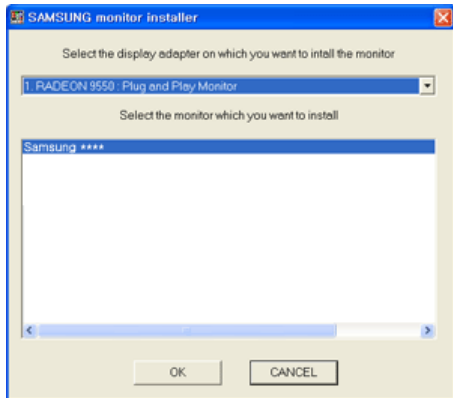 SAMSUNG monitor installer
Select the display adapter on which you want to intall the monitor
1. RADEON 9550 : Plug and Play Monitor
Select the monitor which you want to install
Samsung ****
OK
CANCEL